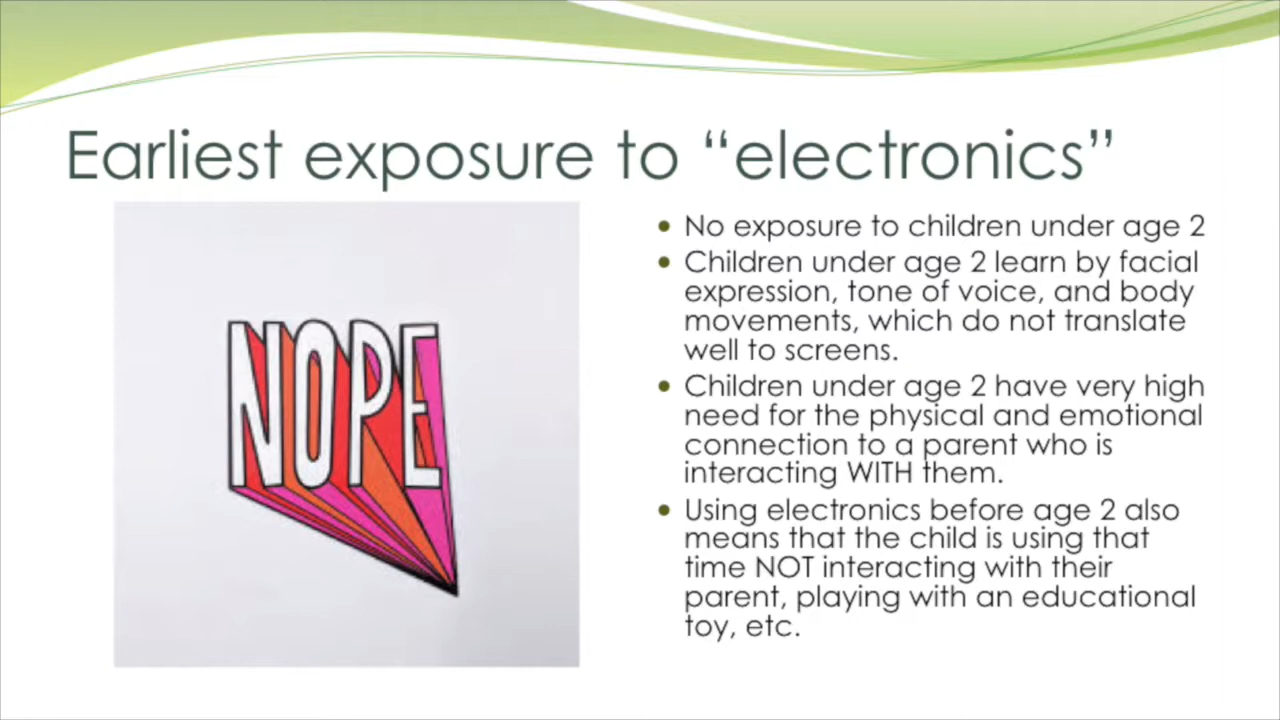 Earliest exposure to “electronics”
NOPE
• No exposure to children under age 2
• Children under age 2 learn by facial
expression, tone of voice, and body
movements, which do not translate
well to screens.
• Children under age 2 have very high
need for the physical and emotional
connection to a parent who is
interacting WITH them.
• Using electronics before age 2 also
means that the child is using that
time NOT interacting with their
parent, playing with an educational
toy, etc.